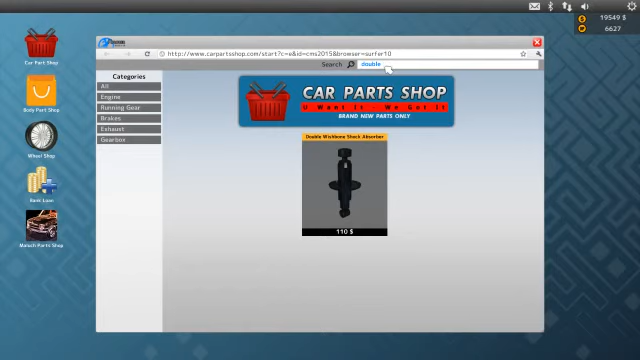 19549 $
6627
Car Part Shop
Body Part Shop
Wheel Shop
Bank Loan
Maluch Parts Shop
http://www.carpartsshop.com/start?c=e&id=cms2015&browser=surfer10
Search
double
Categories
All
Engine
Running Gear
Brakes
Exhaust
Gearbox
CAR PARTS SHOP
U Want It - We Got It
BRAND NEW PARTS ONLY
Double Wishbone Shock Absorber
110 $